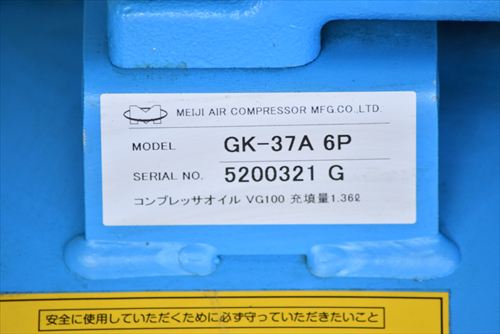 MEIJI AIR COMPRESSOR MFG.CO.,LTD.
MODEL GK-37A 6P
SERIAL NO. 5200321 G
コンプレッサオイル VG100 充填量1.36ℓ
安全に使用していただくために必ず守っていただきたいこと